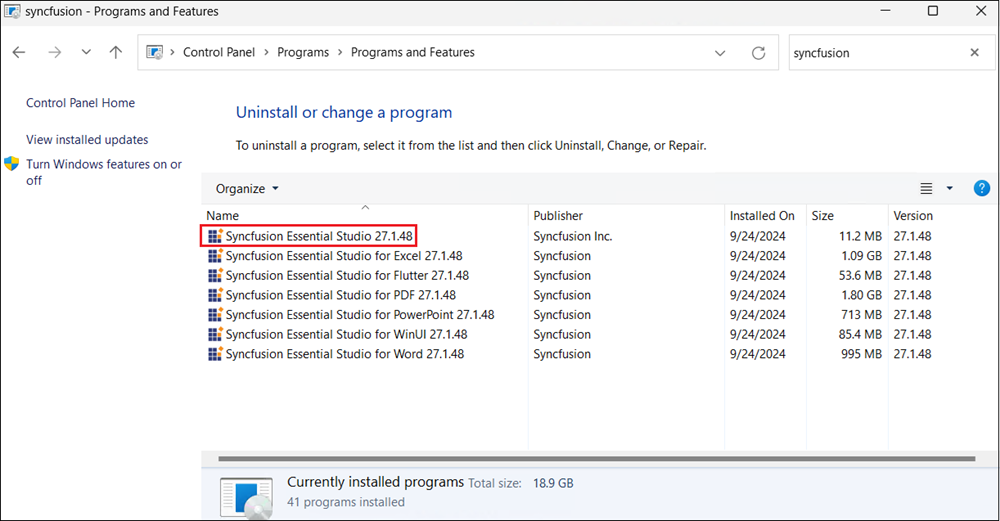 syncfusion - Programs and Features
Control Panel > Programs > Programs and Features
syncfusion
Control Panel Home
View installed updates
Turn Windows features on or
off
Uninstall or change a program
To uninstall a program, select it from the list and then click Uninstall, Change, or Repair.
Organize
Name Publisher Installed On Size Version
Syncfusion Essential Studio 27.1.48 Syncfusion Inc. 9/24/2024 11.2 MB 27.1.48
Syncfusion Essential Studio for Excel 27.1.48 Syncfusion 9/24/2024 1.09 GB 27.1.48
Syncfusion Essential Studio for Flutter 27.1.48 Syncfusion 9/24/2024 53.6 MB 27.1.48
Syncfusion Essential Studio for PDF 27.1.48 Syncfusion 9/24/2024 1.80 GB 27.1.48
Syncfusion Essential Studio for PowerPoint 27.1.48 Syncfusion 9/24/2024 713 MB 27.1.48
Syncfusion Essential Studio for WinUI 27.1.48 Syncfusion 9/24/2024 85.4 MB 27.1.48
Syncfusion Essential Studio for Word 27.1.48 Syncfusion 9/24/2024 995 MB 27.1.48
Currently installed programs Total size: 18.9 GB
41 programs installed